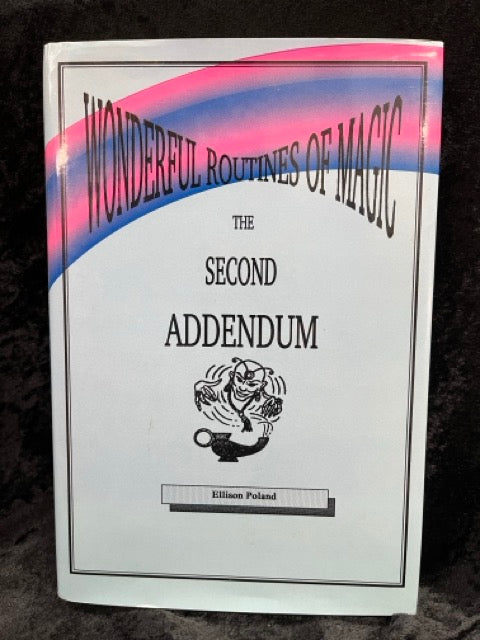 WONDERFUL ROUTINES OF MAGIC
THE
SECOND
ADDENDUM
Ellison Poland